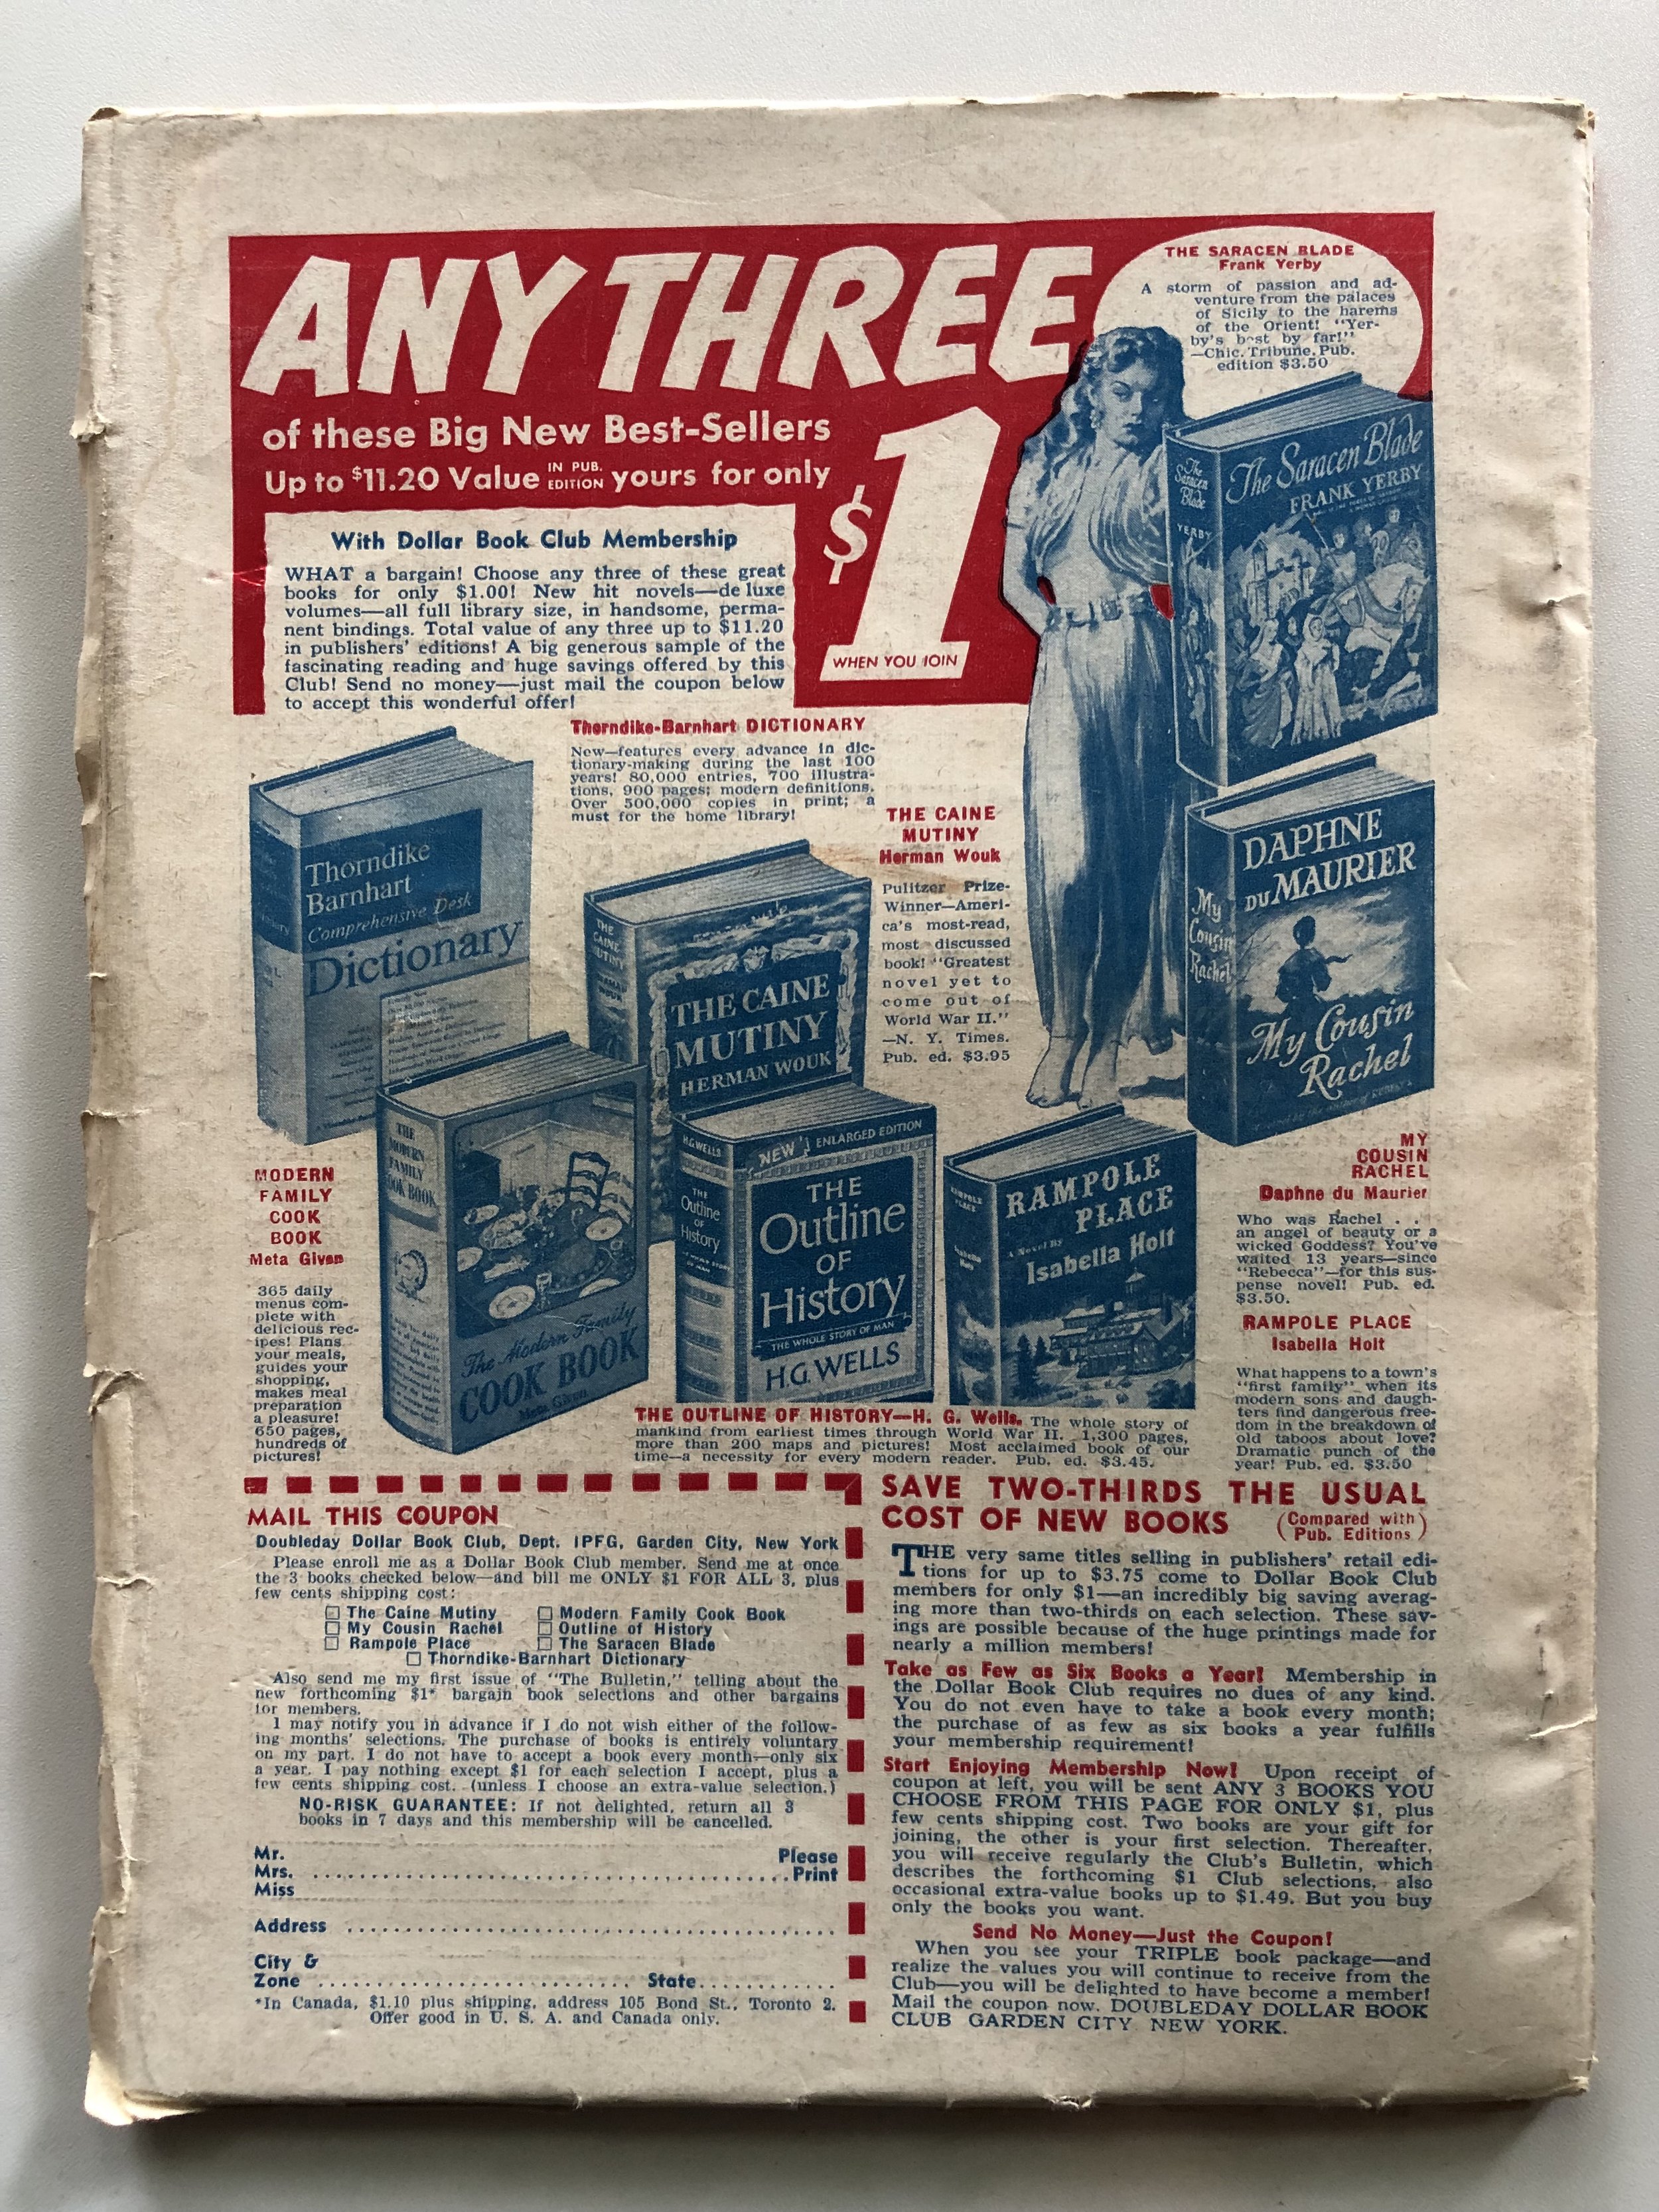 ANY THREE
of these Big New Best-Sellers
Up to $11.20 Value IN PUB. EDITION yours for only
$1
WHEN YOU JOIN
THE SARACEN BLADE
Frank Yerby
A storm of passion and ad-
venture from the palaces
of Sicily to the harems
of the Orient! "Yer-
by's best by far!"
—Chic. Tribune. Pub.
edition $3.50
With Dollar Book Club Membership
WHAT a bargain! Choose any three of these great
books for only $1.00! New hit novels—de luxe
volumes—all full library size, in handsome, perma-
nent bindings. Total value of any three up to $11.20
in publishers' editions! A big generous sample of the
fascinating reading and huge savings offered by this
Club! Send no money—just mail the coupon below
to accept this wonderful offer!
The Saracen Blade
YERBY
The Saracen Blade
FRANK YERBY
Thorndike-Barnhart DICTIONARY
New—features every advance in dic-
tionary-making during the last 100
years! 80,000 entries, 700 illustra-
tions, 900 pages; modern definitions.
Over 500,000 copies in print; a
must for the home library!
Thorndike
Barnhart
Comprehensive Desk
Dictionary
THE CAINE
MUTINY
Herman Wouk
Pulitzer Prize-
Winner—Ameri-
ca's most-read,
most discussed
book! "Greatest
novel yet to
come out of
World War II."
—N. Y. Times.
Pub. ed. $3.95
THE CAINE MUTINY
HERMAN WOUK
THE CAINE
MUTINY
HERMAN WOUK
My Cousin Rachel
DAPHNE
DU MAURIER
My Cousin
Rachel
MODERN
FAMILY
COOK
BOOK
Meta Given
365 daily
menus com-
plete with
delicious rec-
ipes! Plans
your meals,
guides your
shopping,
makes meal
preparation
a pleasure!
650 pages,
hundreds of
pictures!
THE MODERN FAMILY COOK BOOK
The Modern Family
COOK BOOK
Meta Given
H.G.WELLS
THE Outline OF History
NEW ENLARGED EDITION
THE
Outline
OF
History
THE WHOLE STORY OF MAN
H.G. WELLS
RAMPOLE PLACE
Isabella Holt
RAMPOLE
PLACE
A Novel By
Isabella Holt
MY
COUSIN
RACHEL
Daphne du Maurier
Who was Rachel . .
an angel of beauty or a
wicked Goddess? You've
waited 13 years—since
"Rebecca"—for this sus-
pense novel! Pub. ed.
$3.50.
RAMPOLE PLACE
Isabella Holt
What happens to a town's
"first family" when its
modern sons and daugh-
ters find dangerous free-
dom in the breakdown of
old taboos about love?
Dramatic punch of the
year! Pub. ed. $3.50
THE OUTLINE OF HISTORY—H. G. Wells. The whole story of
mankind from earliest times through World War II. 1,300 pages,
more than 200 maps and pictures! Most acclaimed book of our
time—a necessity for every modern reader. Pub. ed. $3.45.
MAIL THIS COUPON
Doubleday Dollar Book Club, Dept. IPFG, Garden City, New York
Please enroll me as a Dollar Book Club member. Send me at once
the 3 books checked below—and bill me ONLY $1 FOR ALL 3, plus
few cents shipping cost:
☐ The Caine Mutiny ☐ Modern Family Cook Book
☐ My Cousin Rachel ☐ Outline of History
☐ Rampole Place ☐ The Saracen Blade
☐ Thorndike-Barnhart Dictionary
Also send me my first issue of "The Bulletin," telling about the
new forthcoming $1* bargain book selections and other bargains
for members.
I may notify you in advance if I do not wish either of the follow-
ing months' selections. The purchase of books is entirely voluntary
on my part. I do not have to accept a book every month—only six
a year. I pay nothing except $1 for each selection I accept, plus a
few cents shipping cost. (unless I choose an extra-value selection.)
NO-RISK GUARANTEE: If not delighted, return all 3
books in 7 days and this membership will be cancelled.
Mr. Please
Mrs. ........................................ Print
Miss
Address ........................................
City &
Zone .............................. State.............
*In Canada, $1.10 plus shipping, address 105 Bond St., Toronto 2.
Offer good in U. S. A. and Canada only.
SAVE TWO-THIRDS THE USUAL
COST OF NEW BOOKS (Compared with Pub. Editions)
THE very same titles selling in publishers' retail edi-
tions for up to $3.75 come to Dollar Book Club
members for only $1—an incredibly big saving averag-
ing more than two-thirds on each selection. These sav-
ings are possible because of the huge printings made for
nearly a million members!
Take as Few as Six Books a Year! Membership in
the Dollar Book Club requires no dues of any kind.
You do not even have to take a book every month;
the purchase of as few as six books a year fulfills
your membership requirement!
Start Enjoying Membership Now! Upon receipt of
coupon at left, you will be sent ANY 3 BOOKS YOU
CHOOSE FROM THIS PAGE FOR ONLY $1, plus
few cents shipping cost. Two books are your gift for
joining, the other is your first selection. Thereafter,
you will receive regularly the Club's Bulletin, which
describes the forthcoming $1 Club selections, also
occasional extra-value books up to $1.49. But you buy
only the books you want.
Send No Money—Just the Coupon!
When you see your TRIPLE book package—and
realize the values you will continue to receive from the
Club—you will be delighted to have become a member!
Mail the coupon now. DOUBLEDAY DOLLAR BOOK
CLUB GARDEN CITY NEW YORK.